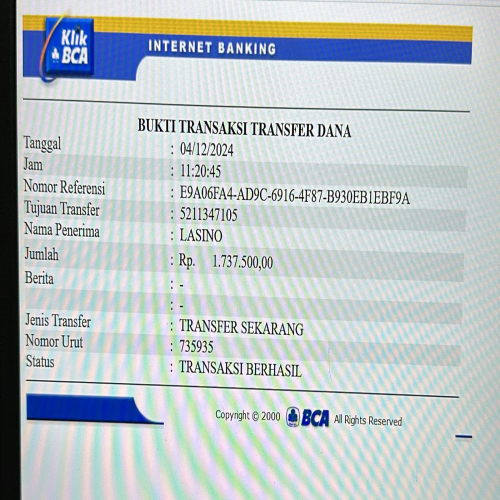 Klik
BCA
INTERNET BANKING
BUKTI TRANSAKSI TRANSFER DANA
Tanggal : 04/12/2024
Jam : 11:20:45
Nomor Referensi : E9A06FA4-AD9C-6916-4F87-B930EB1EBF9A
Tujuan Transfer : 5211347105
Nama Penerima : LASINO
Jumlah : Rp. 1.737.500,00
Berita : -
: -
Jenis Transfer : TRANSFER SEKARANG
Nomor Urut : 735935
Status : TRANSAKSI BERHASIL
Copyright © 2000 BCA All Rights Reserved